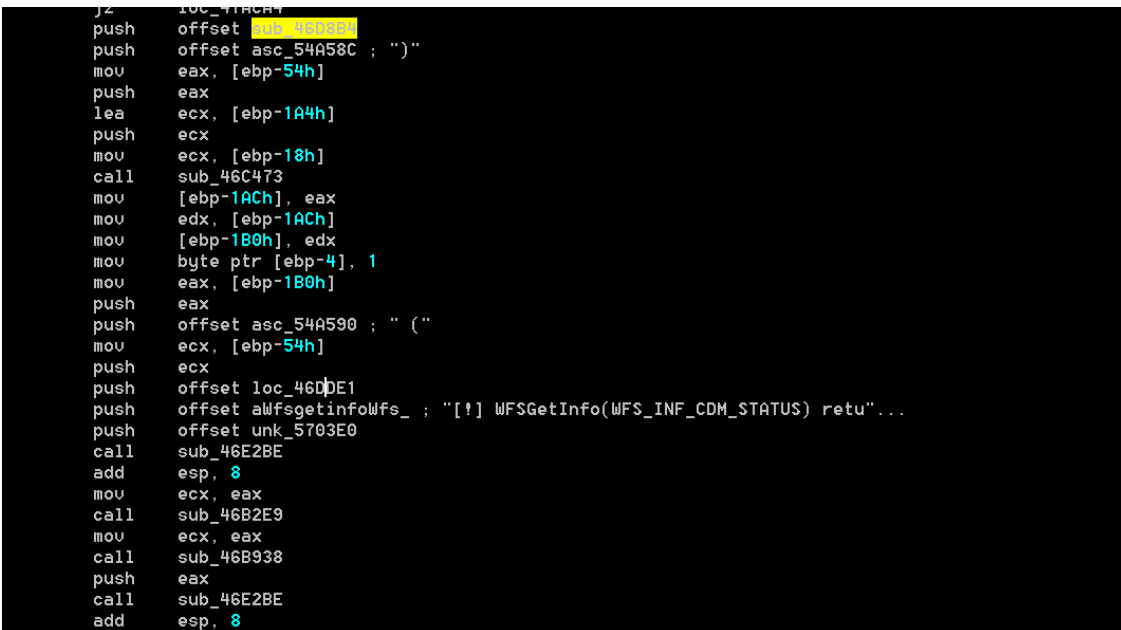 jz loc_41ACA4
push offset sub_46D8B4
push offset asc_54A58C ; ")"
mov eax, [ebp-54h]
push eax
lea ecx, [ebp-1A4h]
push ecx
mov ecx, [ebp-18h]
call sub_46C473
mov [ebp-1ACh], eax
mov edx, [ebp-1ACh]
mov [ebp-1B0h], edx
mov byte ptr [ebp-4], 1
mov eax, [ebp-1B0h]
push eax
push offset asc_54A590 ; " ("
mov ecx, [ebp-54h]
push ecx
push offset loc_46DDE1
push offset aWfsgetinfoWfs_ ; "[!] WFSGetInfo(WFS_INF_CDM_STATUS) retu"...
push offset unk_5703E0
call sub_46E2BE
add esp, 8
mov ecx, eax
call sub_46B2E9
mov ecx, eax
call sub_46B938
push eax
call sub_46E2BE
add esp, 8